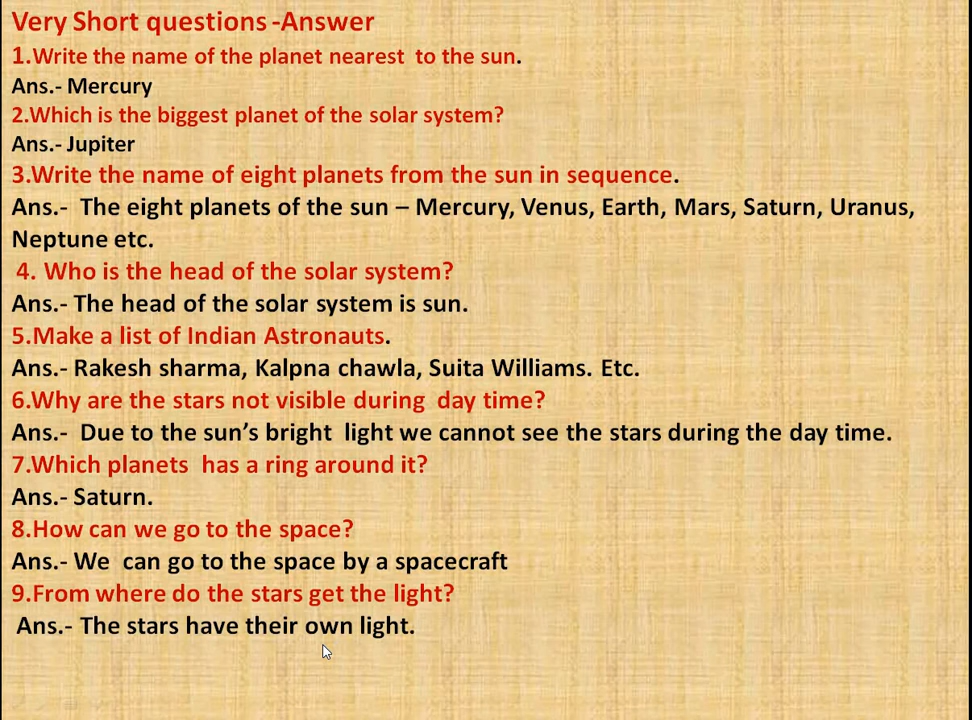 Very Short questions -Answer
1.Write the name of the planet nearest to the sun.
Ans.- Mercury
2.Which is the biggest planet of the solar system?
Ans.- Jupiter
3.Write the name of eight planets from the sun in sequence.
Ans.- The eight planets of the sun – Mercury, Venus, Earth, Mars, Saturn, Uranus,
Neptune etc.
4. Who is the head of the solar system?
Ans.- The head of the solar system is sun.
5.Make a list of Indian Astronauts.
Ans.- Rakesh sharma, Kalpna chawla, Suita Williams. Etc.
6.Why are the stars not visible during day time?
Ans.- Due to the sun’s bright light we cannot see the stars during the day time.
7.Which planets has a ring around it?
Ans.- Saturn.
8.How can we go to the space?
Ans.- We can go to the space by a spacecraft
9.From where do the stars get the light?
Ans.- The stars have their own light.